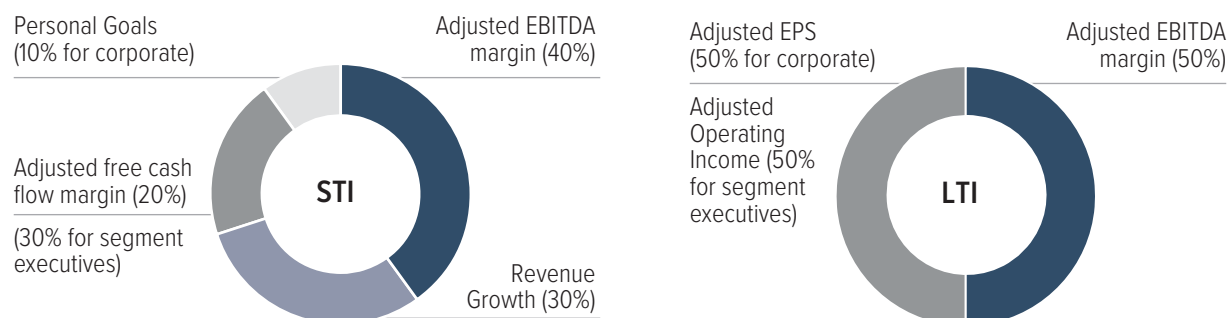 Personal Goals
(10% for corporate)
Adjusted EBITDA
margin (40%)
Adjusted free cash
flow margin (20%)
(30% for segment
executives)
STI
Revenue
Growth (30%)
Adjusted EPS
(50% for corporate)
Adjusted EBITDA
margin (50%)
Adjusted
Operating
Income (50%
for segment
executives)
LTI